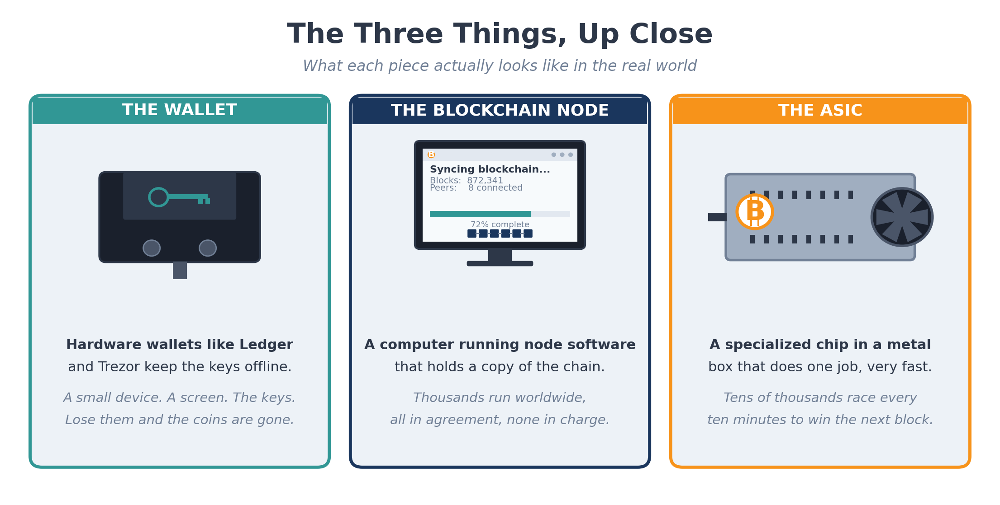 The Three Things, Up Close
What each piece actually looks like in the real world
THE WALLET
Hardware wallets like Ledger
and Trezor keep the keys offline.
A small device. A screen. The keys.
Lose them and the coins are gone.
THE BLOCKCHAIN NODE
B
Syncing blockchain...
Blocks: 872,341
Peers: 8 connected
72% complete
A computer running node software
that holds a copy of the chain.
Thousands run worldwide,
all in agreement, none in charge.
THE ASIC
B
A specialized chip in a metal
box that does one job, very fast.
Tens of thousands race every
ten minutes to win the next block.